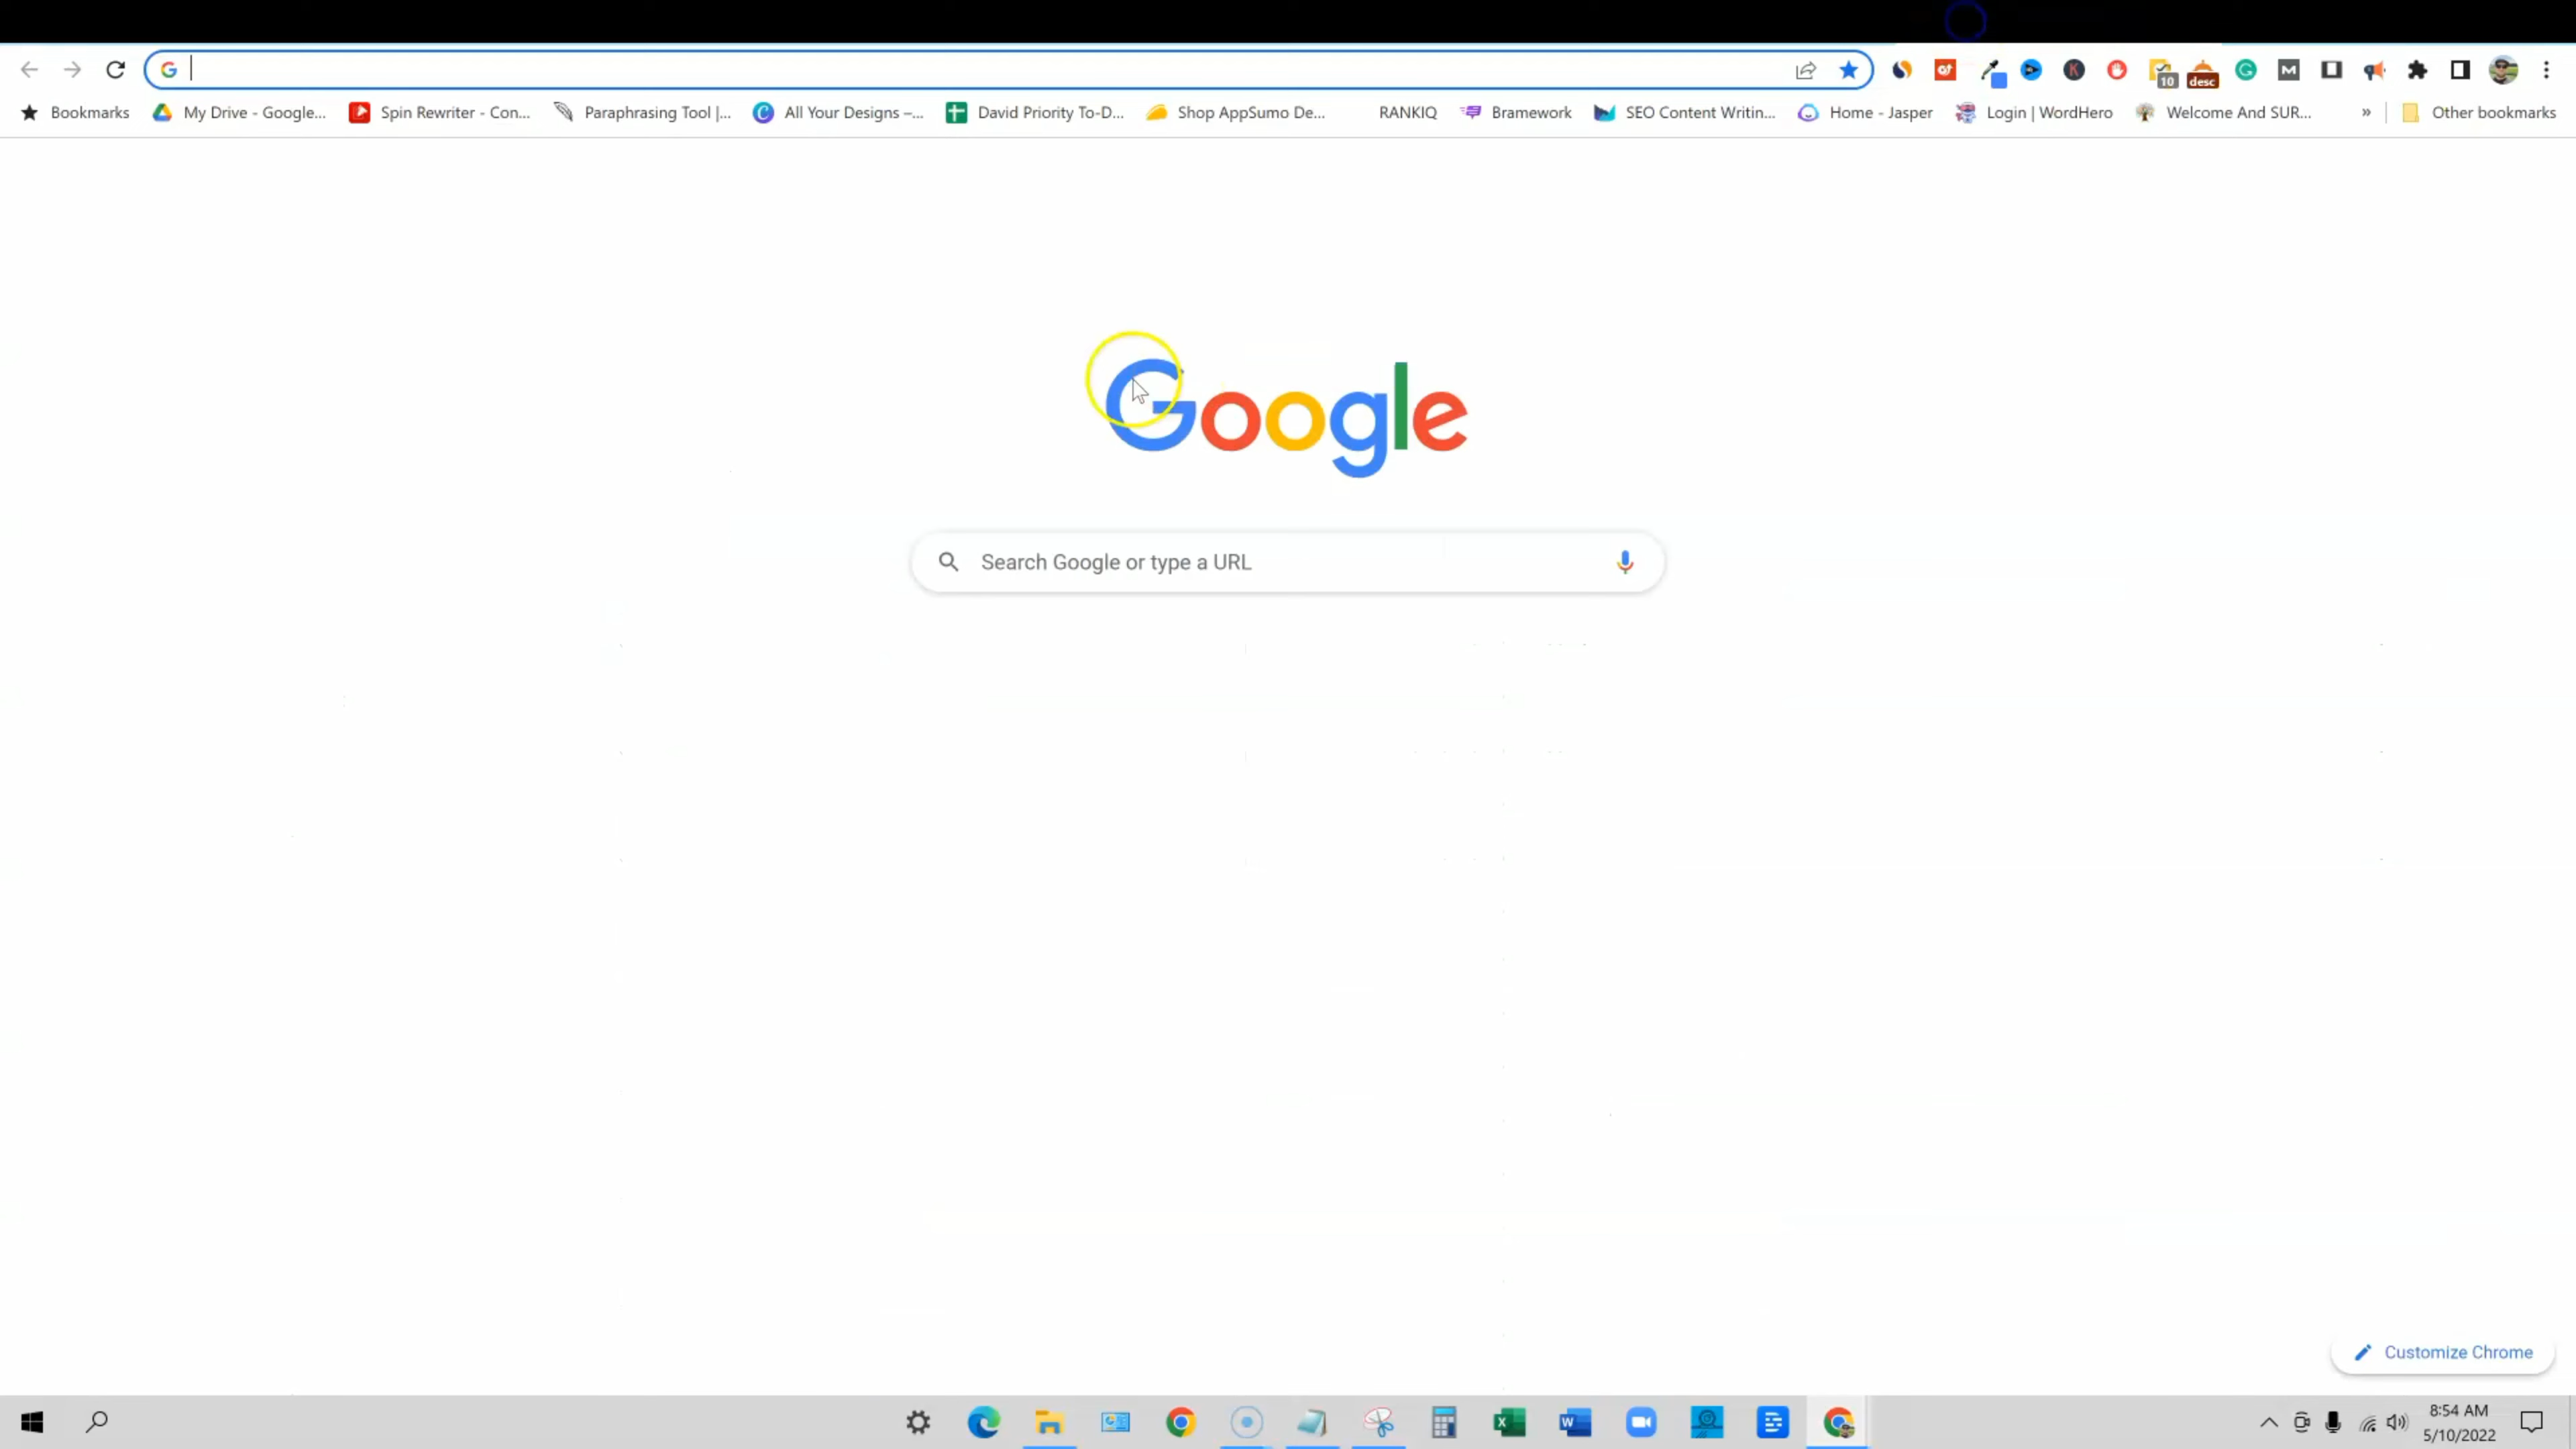 Bookmarks My Drive - Google... Spin Rewriter - Con... Paraphrasing Tool |... All Your Designs –... David Priority To-D... Shop AppSumo De... RANKIQ Bramework SEO Content Writin... Home - Jasper Login | WordHero Welcome And SUR... » Other bookmarks
10 desc
Google
Search Google or type a URL
Customize Chrome
8:54 AM
5/10/2022